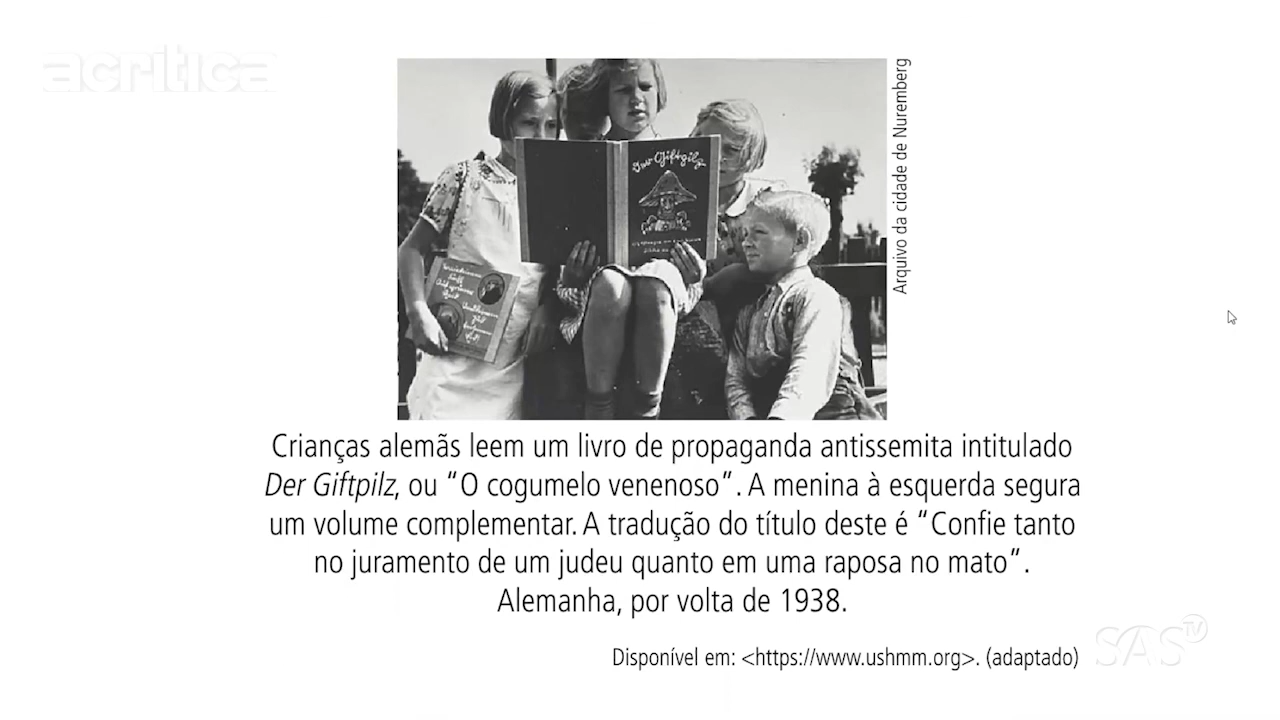 acritica
Arquivo da cidade de Nuremberg
Der Giftpilz
Crianças alemãs leem um livro de propaganda antissemita intitulado
Der Giftpilz, ou “O cogumelo venenoso”. A menina à esquerda segura
um volume complementar. A tradução do título deste é “Confie tanto
no juramento de um judeu quanto em uma raposa no mato”.
Alemanha, por volta de 1938.
Disponível em: <https://www.ushmm.org>. (adaptado)
SAS TV